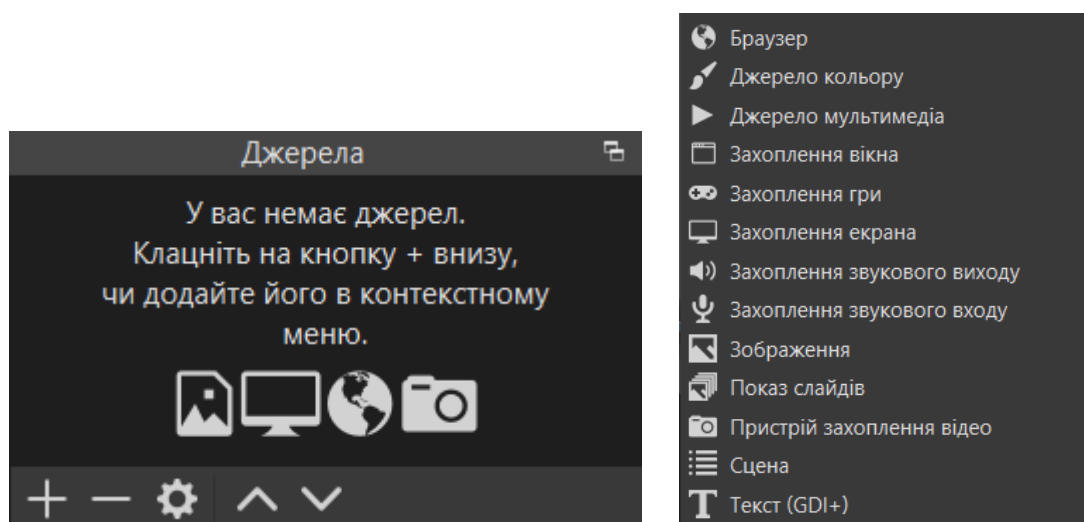 Джерела
У вас немає джерел.
Клацніть на кнопку + внизу,
чи додайте його в контекстному
меню.
Браузер
Джерело кольору
Джерело мультимедіа
Захоплення вікна
Захоплення гри
Захоплення екрана
Захоплення звукового виходу
Захоплення звукового входу
Зображення
Показ слайдів
Пристрій захоплення відео
Сцена
Текст (GDI+)